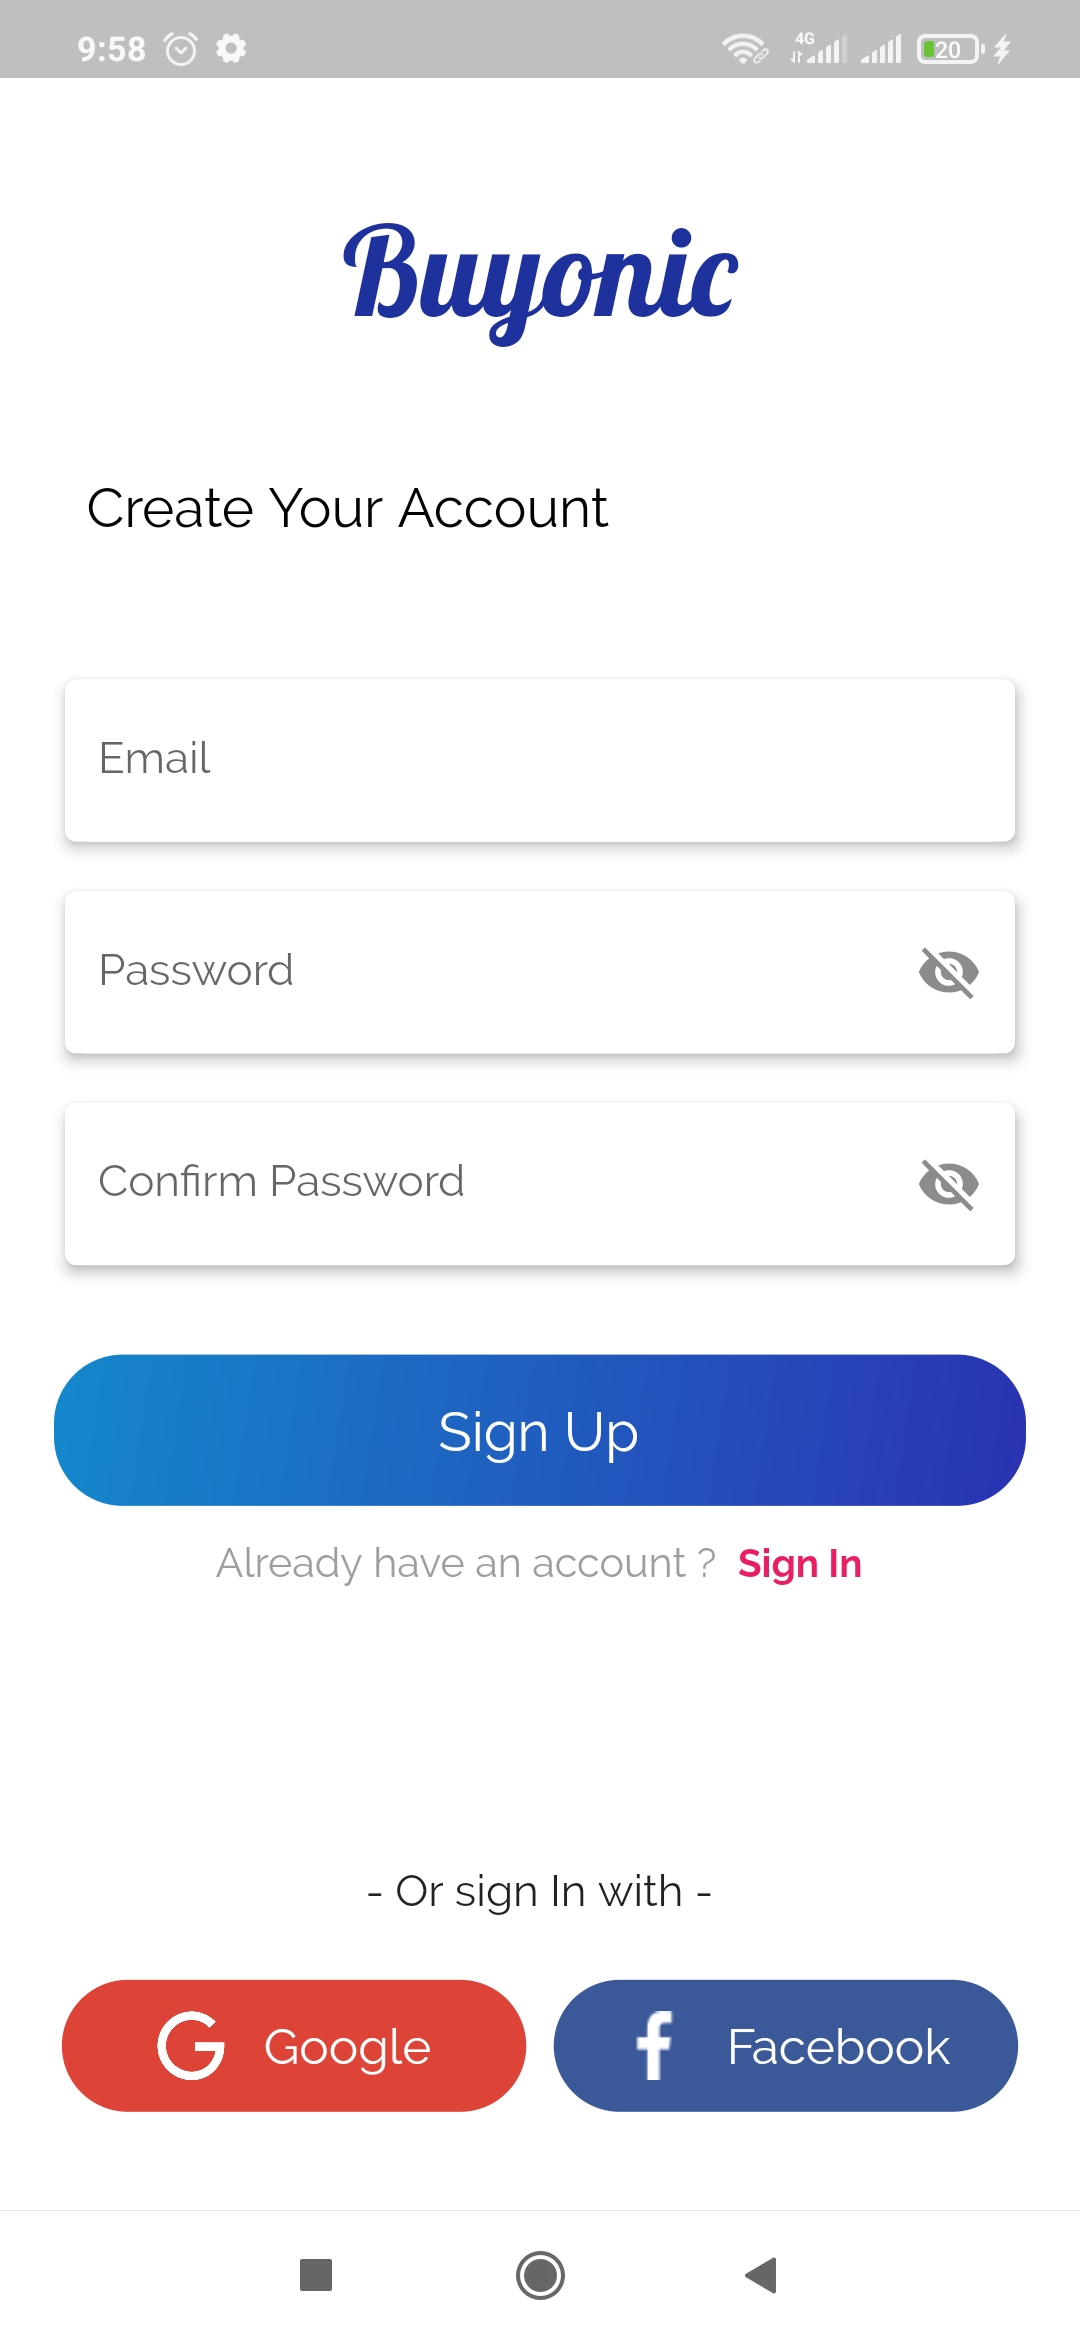 9:58 4G 20
Buyonic
Create Your Account
Email
Password
Confirm Password
Sign Up
Already have an account ? Sign In
- Or sign In with -
Google Facebook